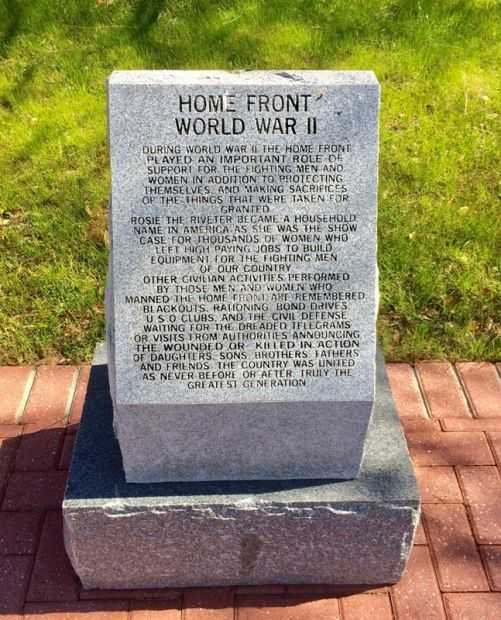 HOME FRONT
WORLD WAR II
DURING WORLD WAR II THE HOME FRONT
PLAYED AN IMPORTANT ROLE OF
SUPPORT FOR THE FIGHTING MEN AND
WOMEN IN ADDITION TO PROTECTING
THEMSELVES, AND MAKING SACRIFICES
OF THE THINGS THAT WERE TAKEN FOR
GRANTED
ROSIE THE RIVETER BECAME A HOUSEHOLD
NAME IN AMERICA AS SHE WAS THE SHOW
CASE FOR THOUSANDS OF WOMEN WHO
LEFT HIGH PAYING JOBS TO BUILD
EQUIPMENT FOR THE FIGHTING MEN
OF OUR COUNTRY
OTHER CIVILIAN ACTIVITIES PERFORMED
BY THOSE MEN AND WOMEN WHO
MANNED THE HOME FRONT ARE REMEMBERED.
BLACKOUTS, RATIONING, BOND DRIVES,
U S O CLUBS, AND THE CIVIL DEFENSE.
WAITING FOR THE DREADED TELEGRAMS
OR VISITS FROM AUTHORITIES ANNOUNCING
THE WOUNDED OR KILLED IN ACTION
OF DAUGHTERS, SONS, BROTHERS, FATHERS
AND FRIENDS. THE COUNTRY WAS UNITED
AS NEVER BEFORE OR AFTER. TRULY THE
GREATEST GENERATION